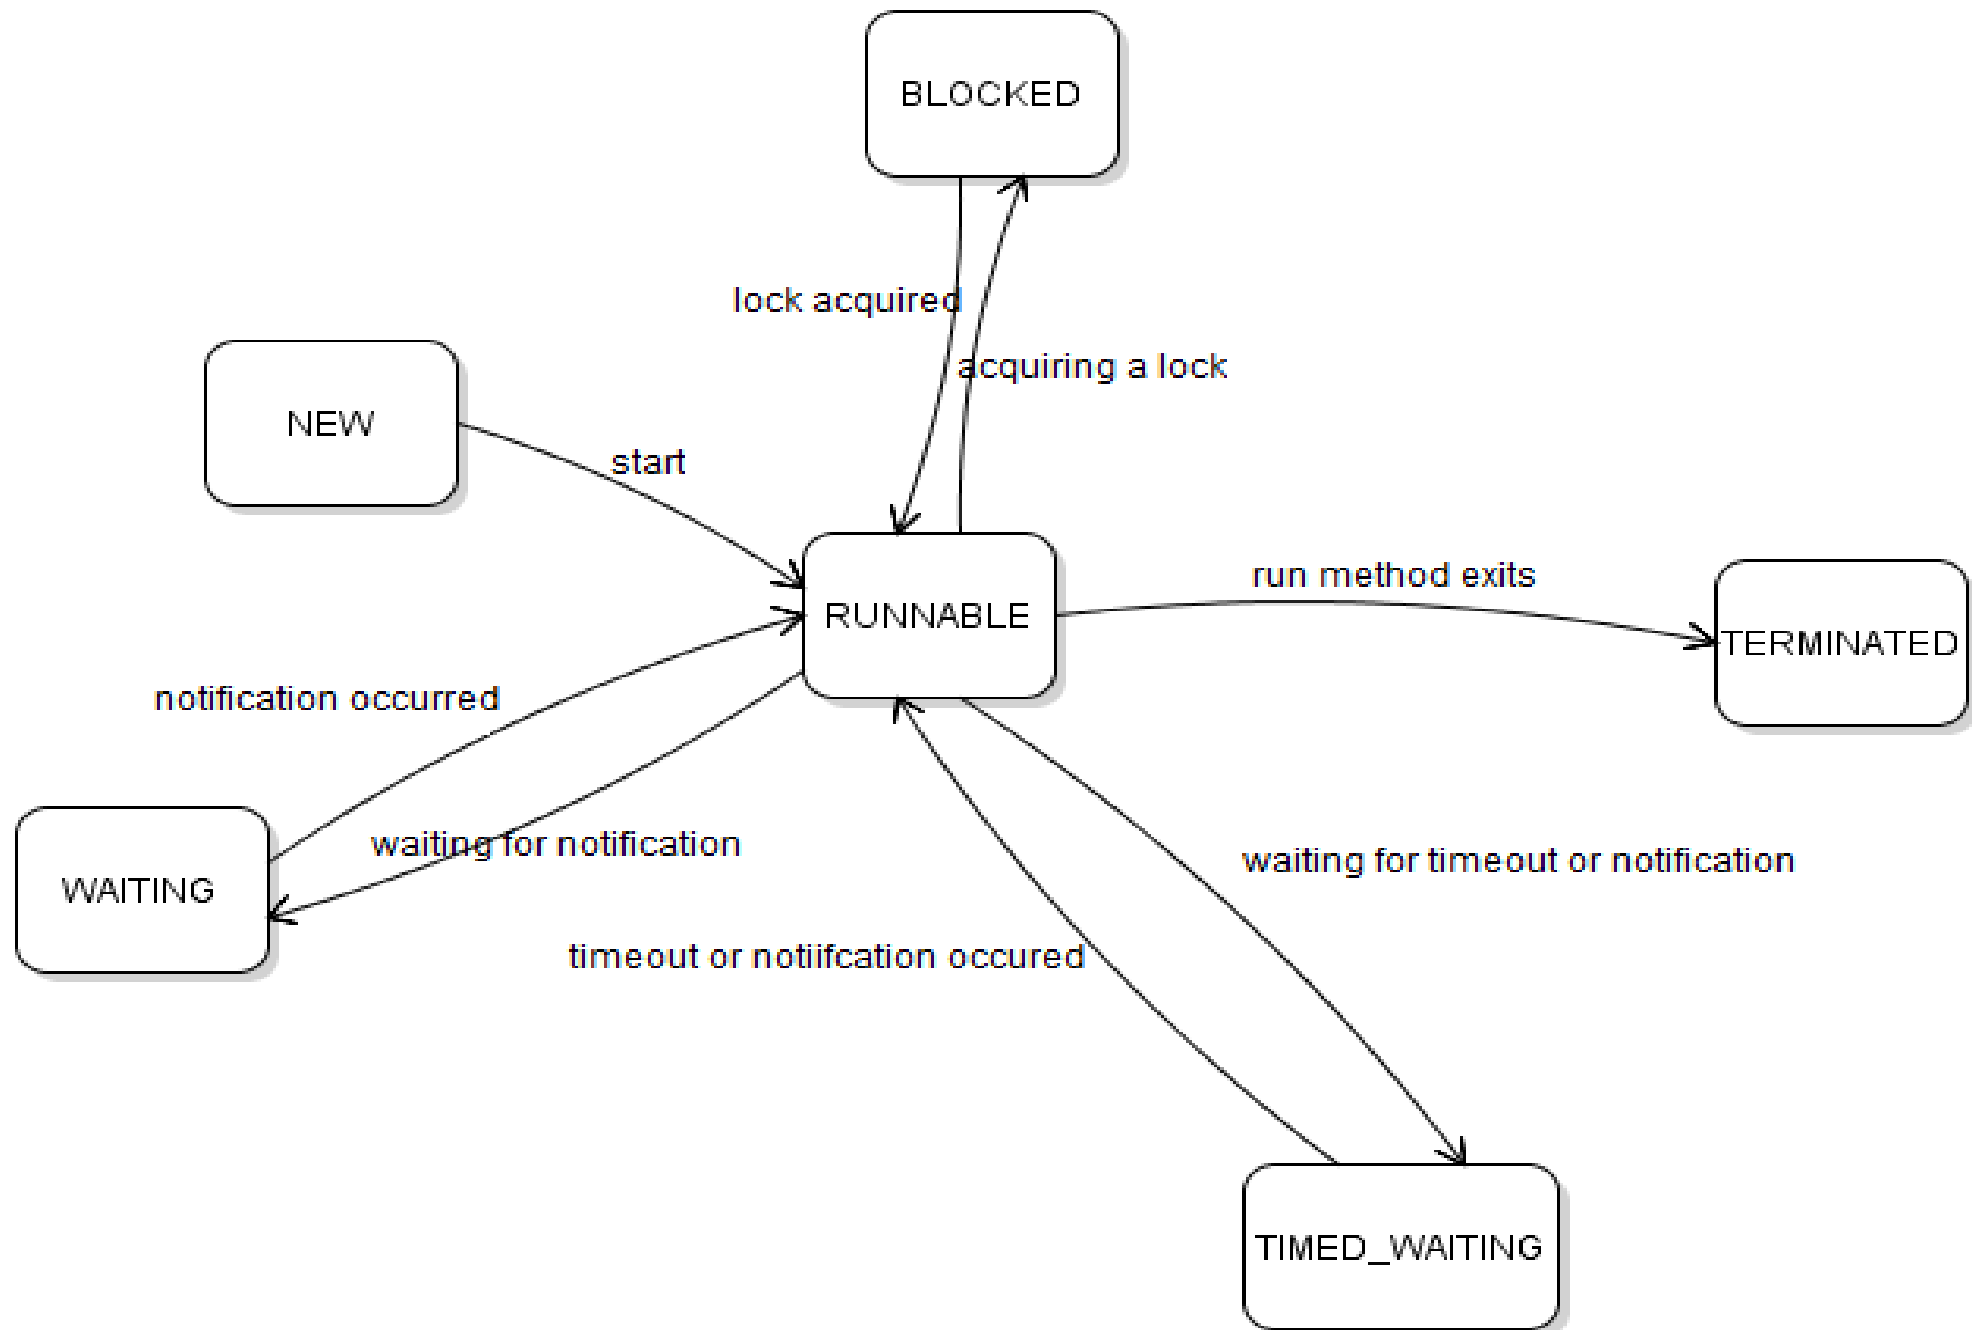 BLOCKED
lock acquired
acquiring a lock
NEW
start
RUNNABLE
run method exits
TERMINATED
notification occurred
waiting for notification
WAITING
waiting for timeout or notification
timeout or notiifcation occured
TIMED_WAITING